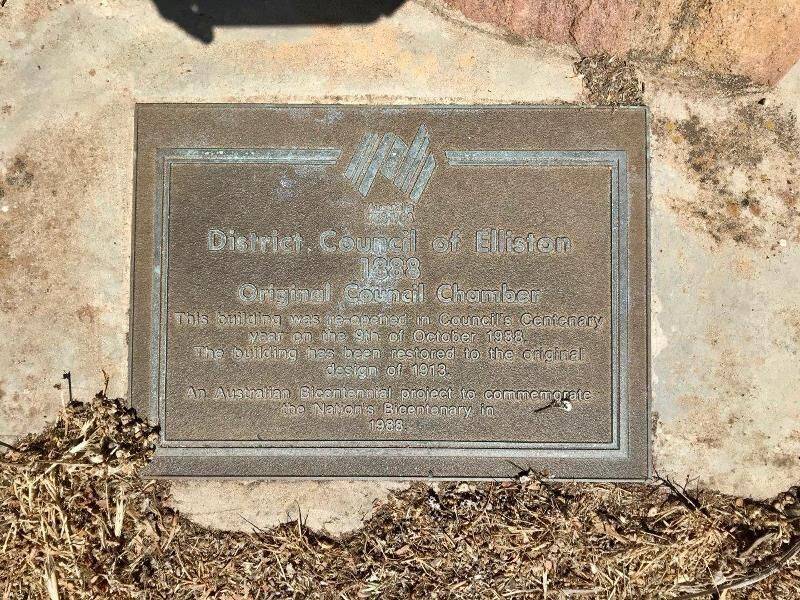 District Council of Elliston
1888
Original Council Chamber
This building was re-opened in Council's Centenary
year on the 9th of October 1988.
The building has been restored to the original
design of 1913.
An Australian Bicentennial project to commemorate
the Nation's Bicentenary in
1988.